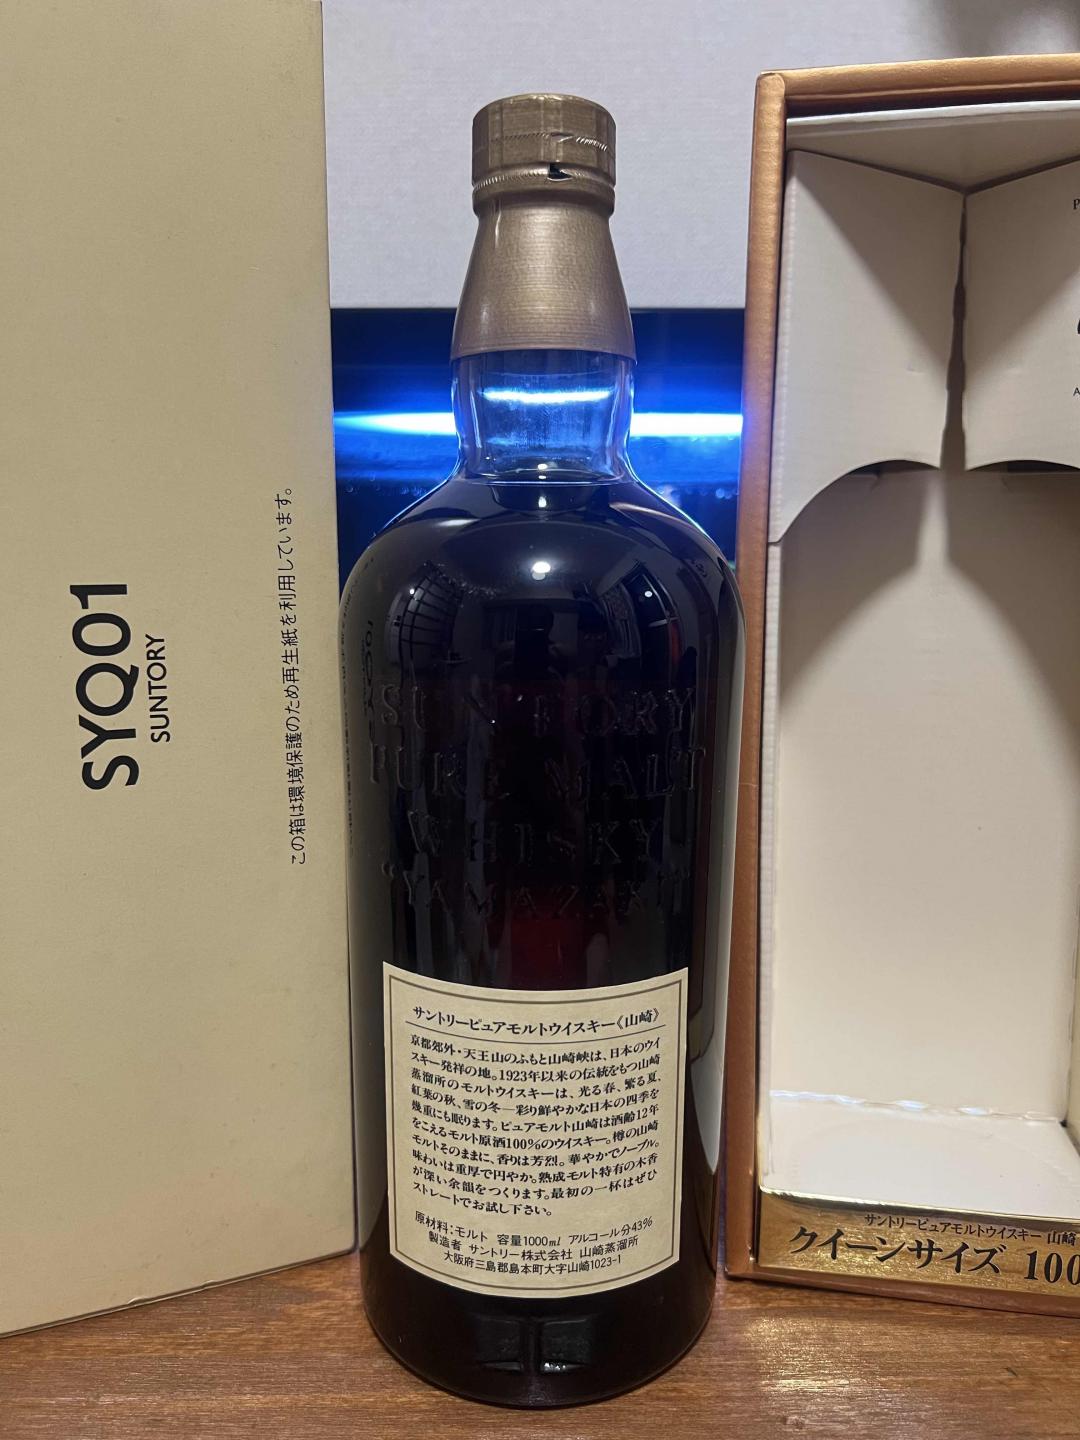 SYQ01
SUNTORY
この箱は環境保護のため再生紙を利用しています。
SUNTORY
PURE MALT
WHISKY
"YAMAZAKI"
サントリーピュアモルトウイスキー《山崎》
京都郊外・天王山のふもと山崎峡は、日本のウイ
スキー発祥の地。1923年以来の伝統をもつ山崎
蒸溜所のモルトウイスキーは、光る春、繁る夏、
紅葉の秋、雪の冬―彩り鮮やかな日本の四季を
幾重にも眠ります。ピュアモルト山崎は酒齢12年
をこえるモルト原酒100%のウイスキー。樽の山崎
モルトそのままに、香りは芳烈。華やかでノーブル。
味わいは重厚で円やか。熟成モルト特有の木香
が深い余韻をつくります。最初の一杯はぜひ
ストレートでお試し下さい。
原材料:モルト 容量1000ml アルコール分43%
製造者 サントリー株式会社 山崎蒸溜所
大阪府三島郡島本町大字山崎1023-1
サントリーピュアモルトウイスキー 山崎
クイーンサイズ 100